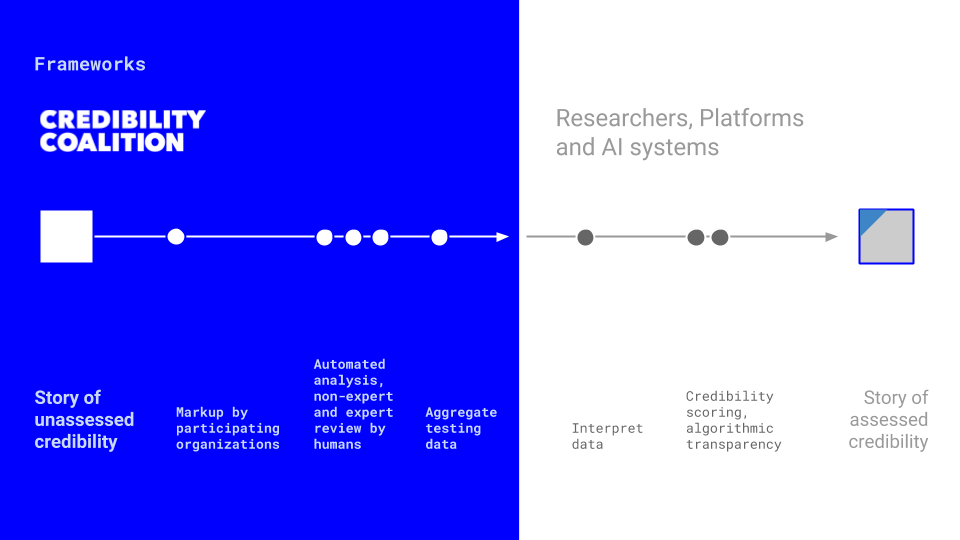 Frameworks
CREDIBILITY
COALITION
Researchers, Platforms
and AI systems
Story of
unassessed
credibility
Markup by
participating
organizations
Automated
analysis,
non-expert
and expert
review by
humans
Aggregate
testing
data
Interpret
data
Credibility
scoring,
algorithmic
transparency
Story of
assessed
credibility